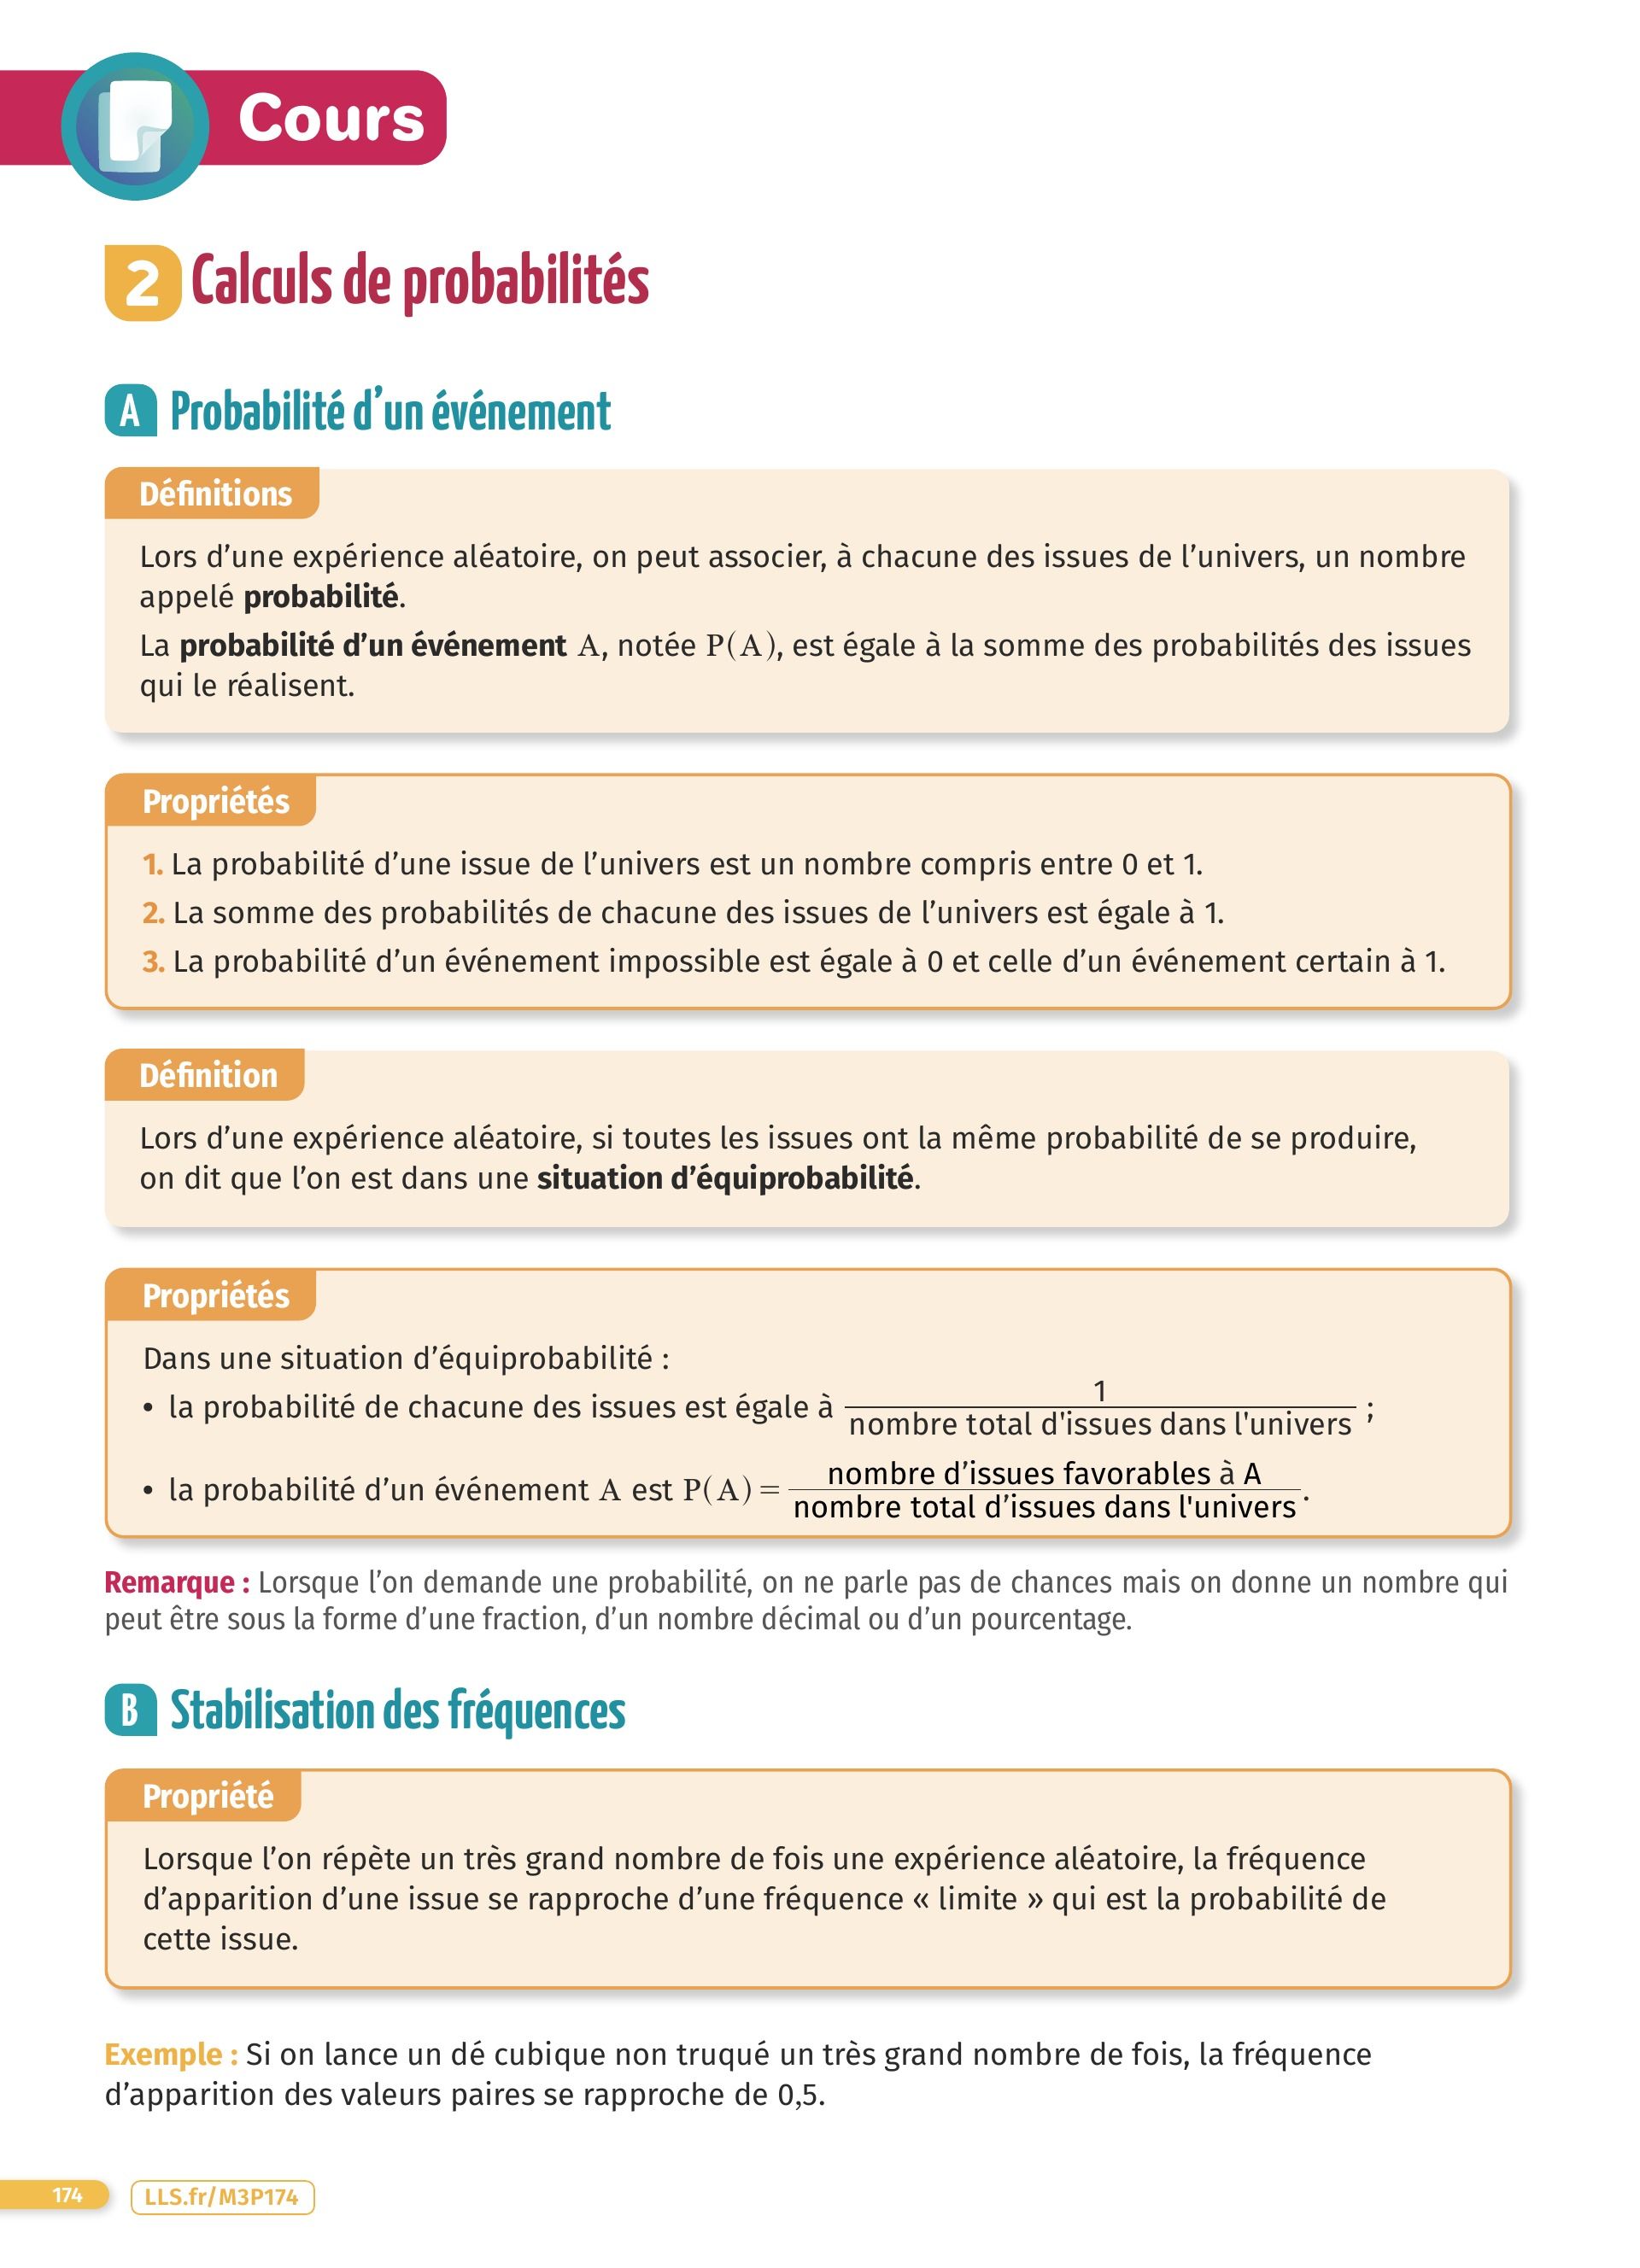 Cours
2 Calculs de probabilités
A Probabilité d’un événement
Définitions
Lors d’une expérience aléatoire, on peut associer, à chacune des issues de l’univers, un nombre
appelé probabilité.
La probabilité d’un événement A, notée P(A), est égale à la somme des probabilités des issues
qui le réalisent.
Propriétés
1. La probabilité d’une issue de l’univers est un nombre compris entre 0 et 1.
2. La somme des probabilités de chacune des issues de l’univers est égale à 1.
3. La probabilité d’un événement impossible est égale à 0 et celle d’un événement certain à 1.
Définition
Lors d’une expérience aléatoire, si toutes les issues ont la même probabilité de se produire,
on dit que l’on est dans une situation d’équiprobabilité.
Propriétés
Dans une situation d’équiprobabilité :
• la probabilité de chacune des issues est égale à 1 / nombre total d'issues dans l'univers ;
• la probabilité d’un événement A est P(A) = nombre d’issues favorables à A / nombre total d’issues dans l'univers.
Remarque : Lorsque l’on demande une probabilité, on ne parle pas de chances mais on donne un nombre qui
peut être sous la forme d’une fraction, d’un nombre décimal ou d’un pourcentage.
B Stabilisation des fréquences
Propriété
Lorsque l’on répète un très grand nombre de fois une expérience aléatoire, la fréquence
d’apparition d’une issue se rapproche d’une fréquence « limite » qui est la probabilité de
cette issue.
Exemple : Si on lance un dé cubique non truqué un très grand nombre de fois, la fréquence
d’apparition des valeurs paires se rapproche de 0,5.
174 LLS.fr/M3P174